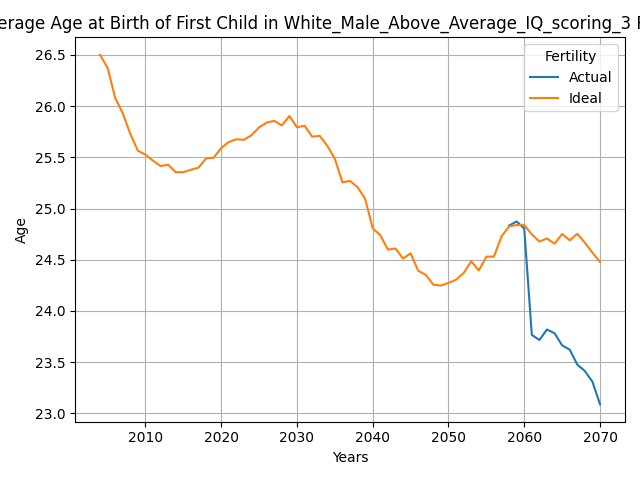 Average Age at Birth of First Child in White_Male_Above_Average_IQ_scoring_3
26.5
26.0
25.5
25.0
24.5
24.0
23.5
23.0
Age
Fertility
Actual
Ideal
2010 2020 2030 2040 2050 2060 2070
Years